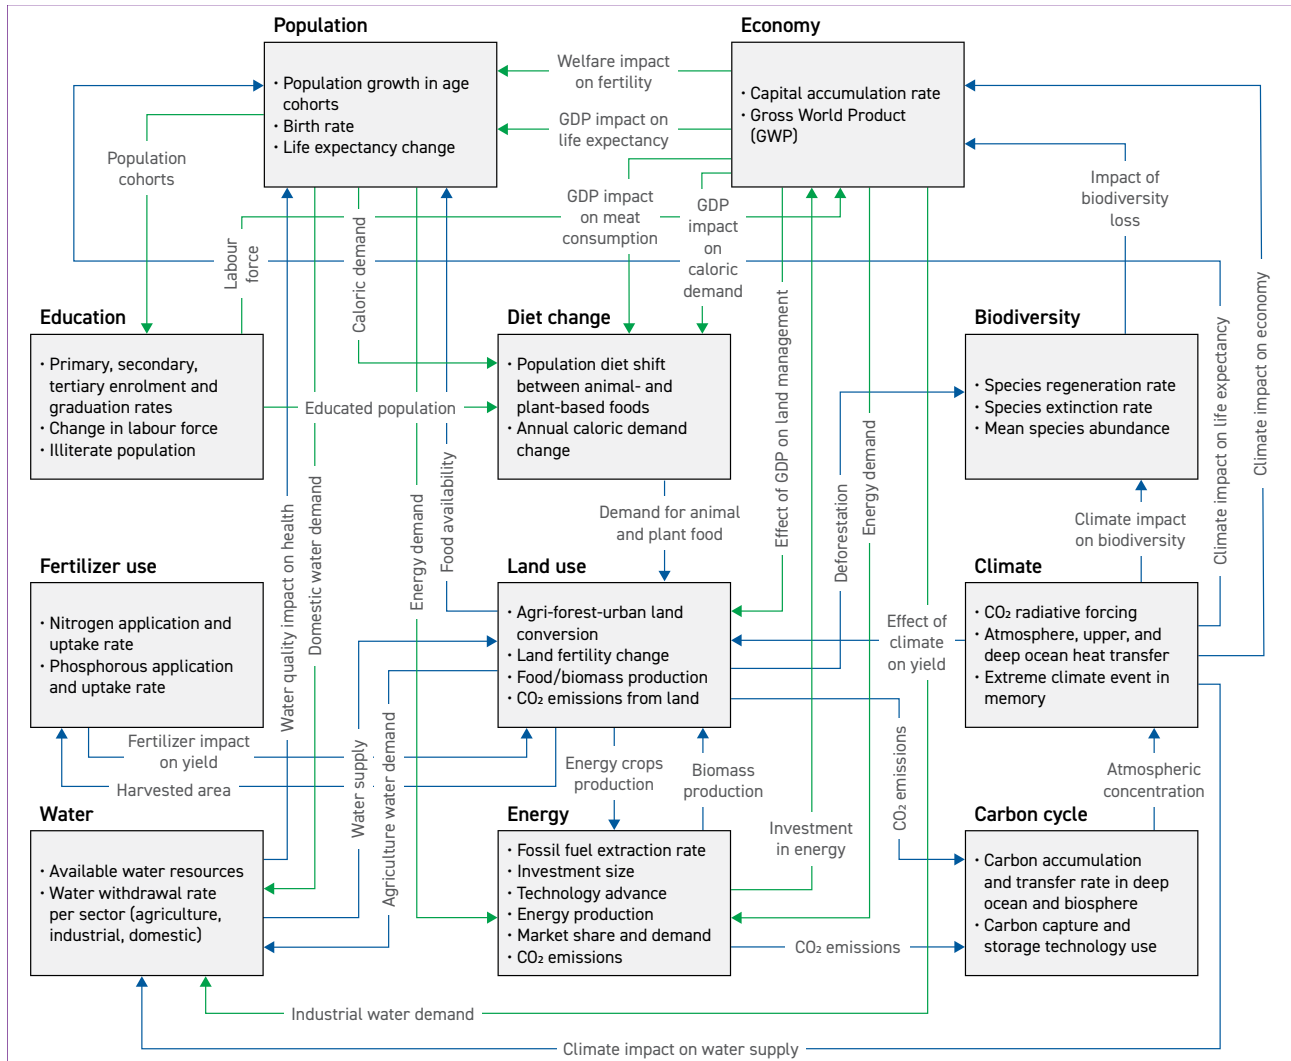 Population
Economy
· Population growth in age
cohorts
· Birth rate
· Life expectancy change
Welfare impact
on fertility
GDP impact on
life expectancy
· Capital accumulation rate
· Gross World Product
(GWP)
Population
cohorts
Labour
force
Caloric demand
GDP impact
on meat
consumption
GDP
impact
on
caloric
demand
Impact of
biodiversity
loss
Education
Diet change
Biodiversity
· Primary, secondary,
tertiary enrolment and
graduation rates
· Change in labour force
· Illiterate population
Educated population
· Population diet shift
between animal- and
plant-based foods
· Annual caloric demand
change
· Species regeneration rate
· Species extinction rate
· Mean species abundance
Water quality impact on health
Domestic water demand
Energy demand
Food availability
Demand for animal
and plant food
Effect of GDP on land management
Deforestation
Energy demand
Climate impact
on biodiversity
Climate impact on life expectancy
Climate impact on economy
Fertilizer use
Land use
Climate
· Nitrogen application and
uptake rate
· Phosphorous application
and uptake rate
· Agri-forest-urban land
conversion
· Land fertility change
· Food/biomass production
· CO₂ emissions from land
Effect of
climate
on yield
· CO₂ radiative forcing
· Atmosphere, upper, and
deep ocean heat transfer
· Extreme climate event in
memory
Fertilizer impact
on yield
Harvested area
Water supply
Agriculture water demand
Energy crops
production
Biomass
production
Investment
in energy
CO₂ emissions
Atmospheric
concentration
Water
Energy
Carbon cycle
· Available water resources
· Water withdrawal rate
per sector (agriculture,
industrial, domestic)
· Fossil fuel extraction rate
· Investment size
· Technology advance
· Energy production
· Market share and demand
· CO₂ emissions
CO₂ emissions
· Carbon accumulation
and transfer rate in deep
ocean and biosphere
· Carbon capture and
storage technology use
Industrial water demand
Climate impact on water supply